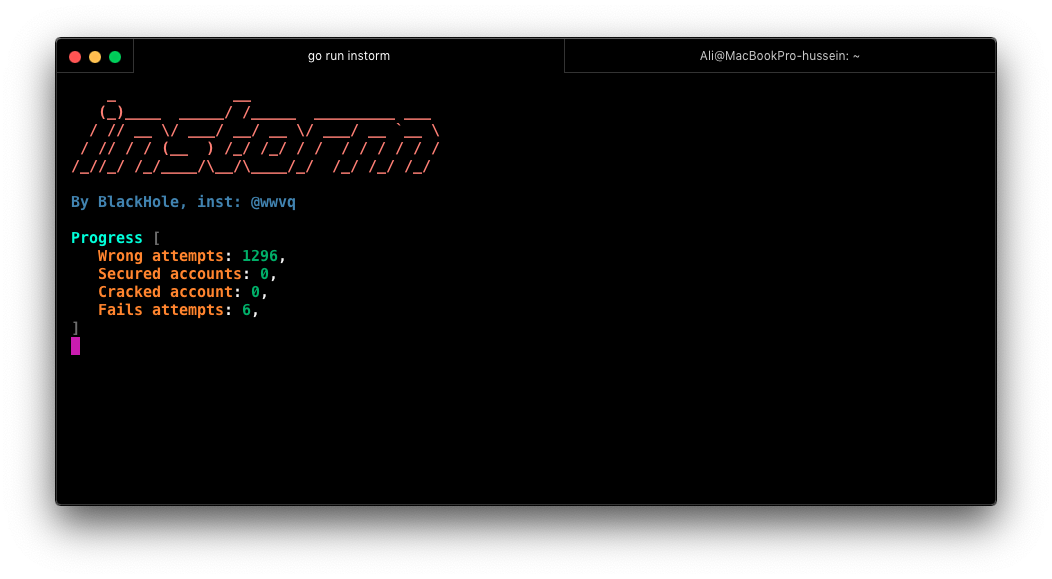 go run instorm
Ali@MacBookPro-hussein: ~
instorm
By BlackHole, inst: @wwvq
Progress [
Wrong attempts: 1296,
Secured accounts: 0,
Cracked account: 0,
Fails attempts: 6,
]